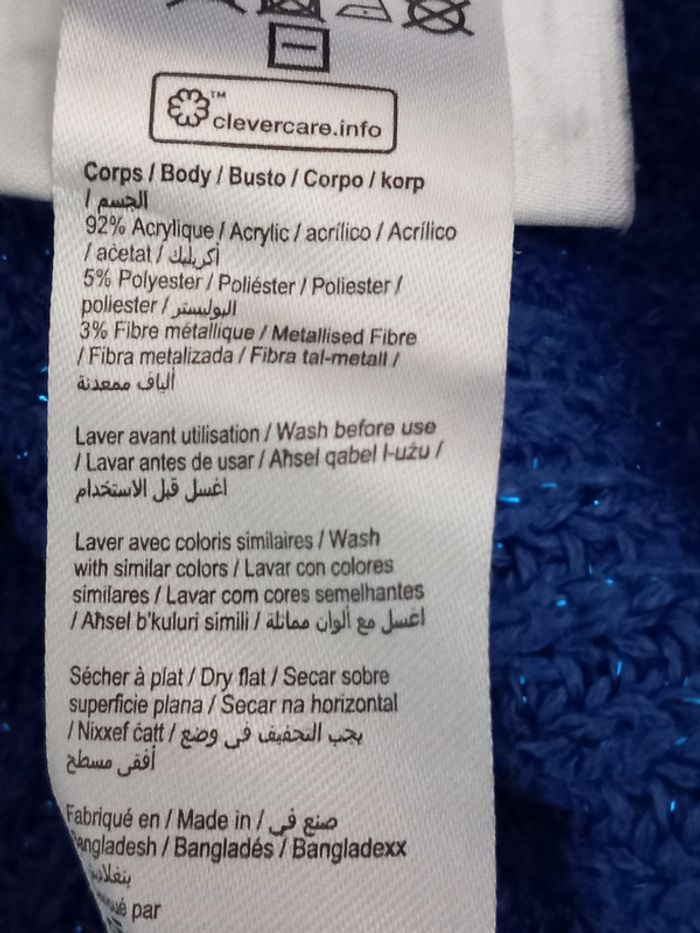 TM
clevercare.info
Corps / Body / Busto / Corpo / korp
/ الجسم
92% Acrylique / Acrylic / acrílico / Acrílico
/ aċetat / أكريليك
5% Polyester / Poliéster / Poliester /
poliester / البوليستر
3% Fibre métallique / Metallised Fibre
/ Fibra metalizada / Fibra tal-metall /
ألياف ممعدنة
Laver avant utilisation / Wash before use
/ Lavar antes de usar / Aħsel qabel l-użu /
اغسل قبل الاستخدام
Laver avec coloris similaires / Wash
with similar colors / Lavar con colores
similares / Lavar com cores semelhantes
/ Aħsel b'kuluri simili / اغسل مع ألوان مماثلة
Sécher à plat / Dry flat / Secar sobre
superficie plana / Secar na horizontal
/ Nixxef ċatt / يجب التجفيف في وضع
أفقي مسطح
Fabriqué en / Made in / صنع في
/ Bangladés / Bangladexx
par